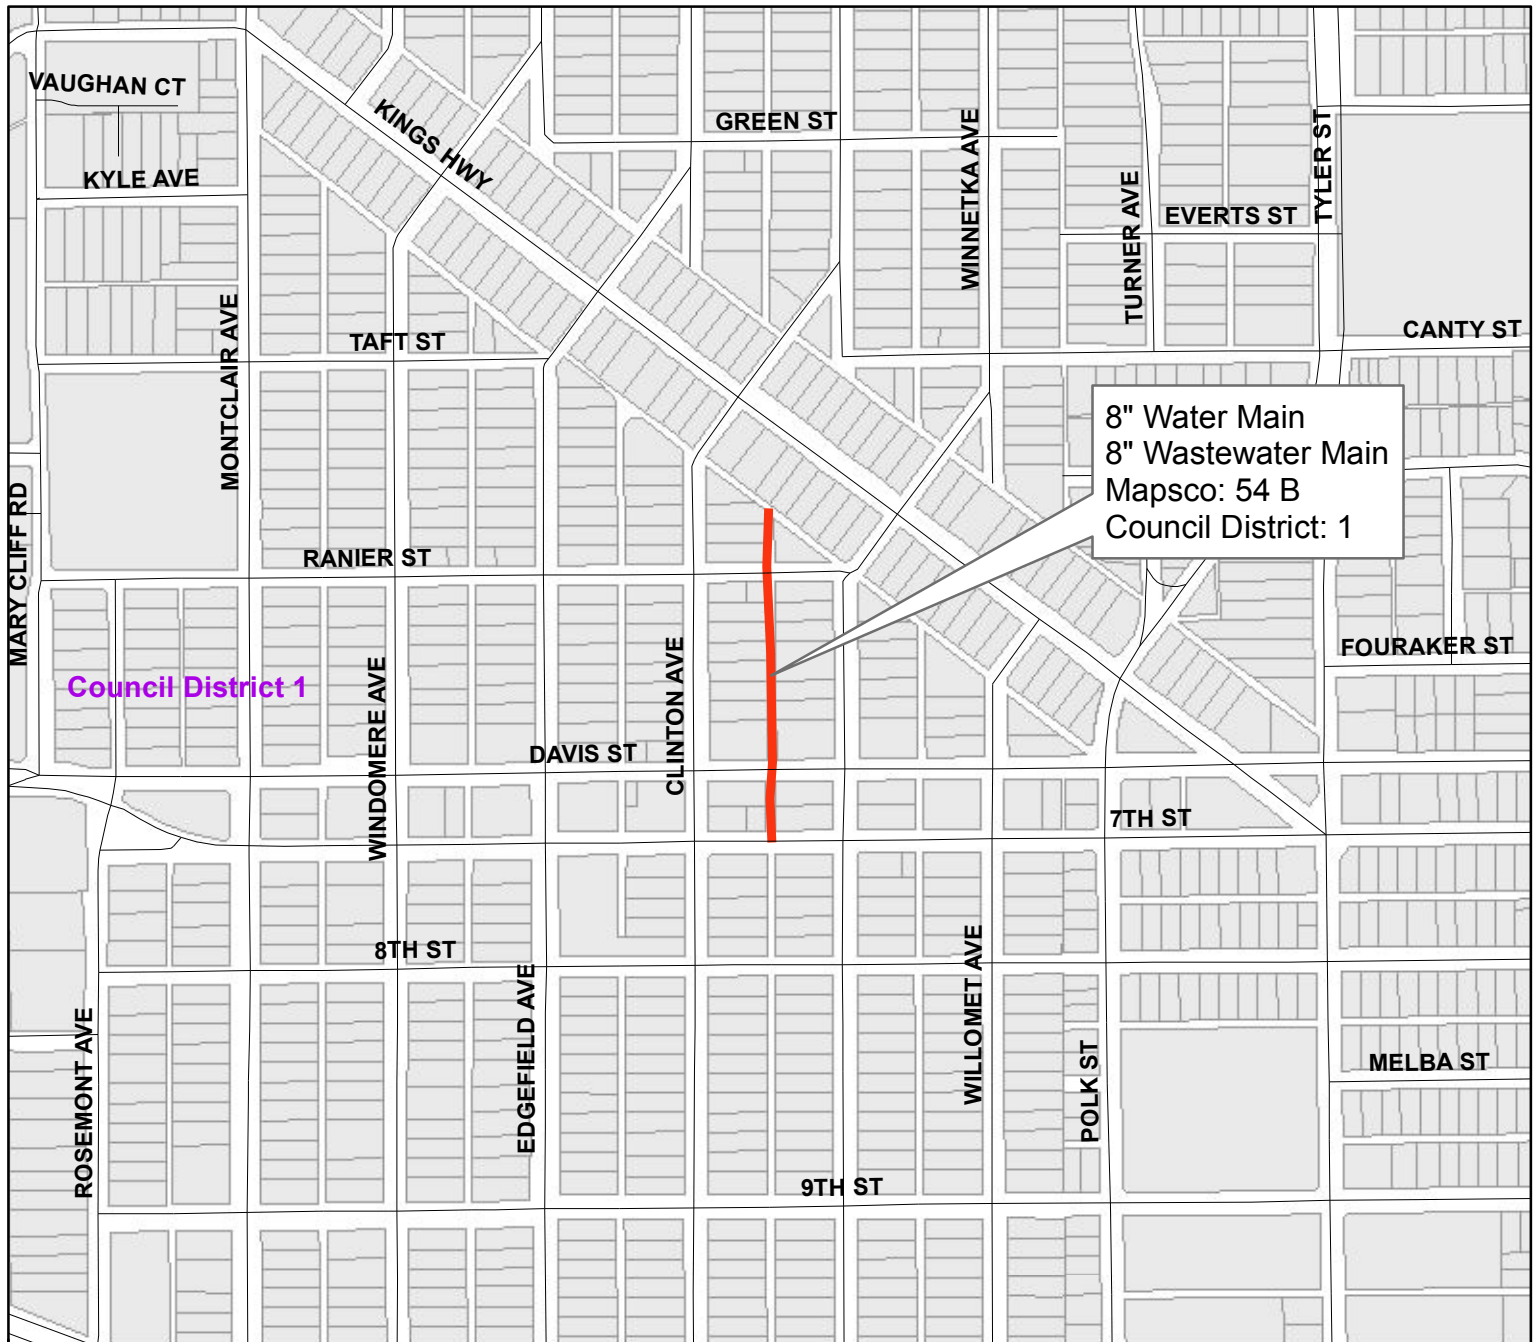 VAUGHAN CT
KINGS HWY
GREEN ST
WINNETKA AVE
TYLER ST
KYLE AVE
TURNER AVE
EVERTS ST
MONTCLAIR AVE
TAFT ST
CANTY ST
8" Water Main
8" Wastewater Main
Mapsco: 54 B
Council District: 1
MARY CLIFF RD
RANIER ST
FOURAKER ST
Council District 1
WINDOMERE AVE
CLINTON AVE
DAVIS ST
7TH ST
8TH ST
EDGEFIELD AVE
WILLOMET AVE
ROSEMONT AVE
POLK ST
MELBA ST
9TH ST